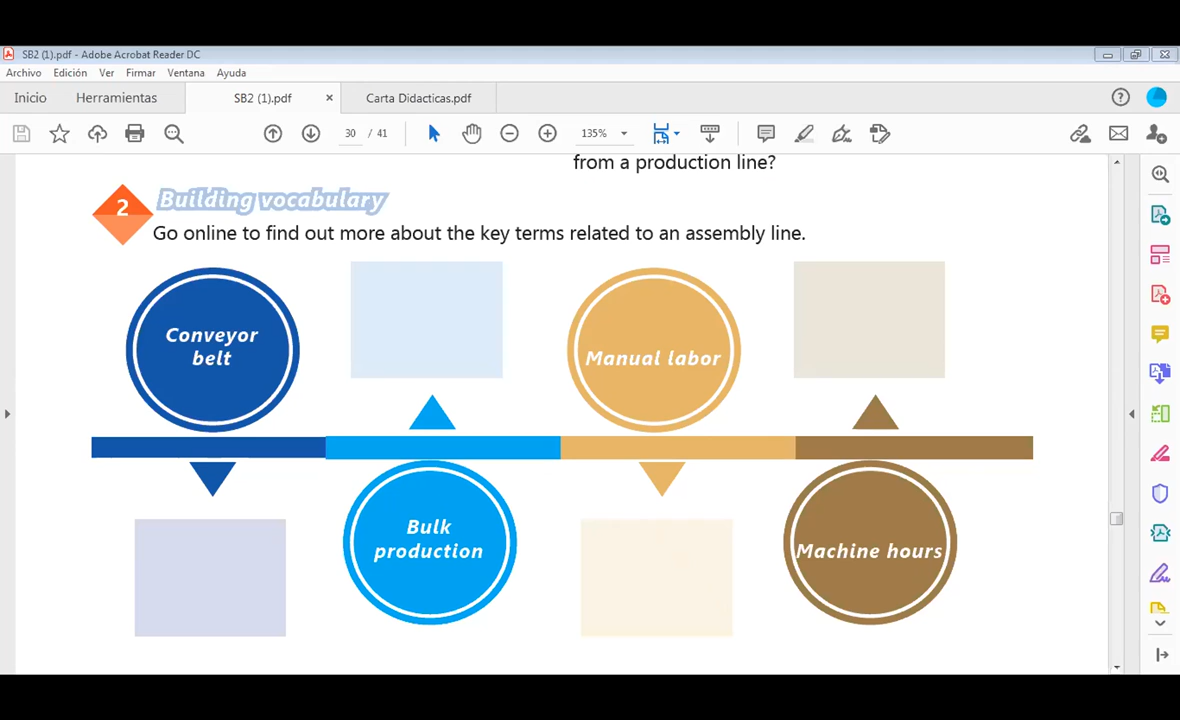 SB2 (1).pdf - Adobe Acrobat Reader DC
Archivo Edición Ver Firmar Ventana Ayuda
Inicio Herramientas SB2 (1).pdf × Carta Didacticas.pdf
30 / 41 135%
from a production line?
2 Building vocabulary
Go online to find out more about the key terms related to an assembly line.
Conveyor
belt
Manual labor
Bulk
production
Machine hours